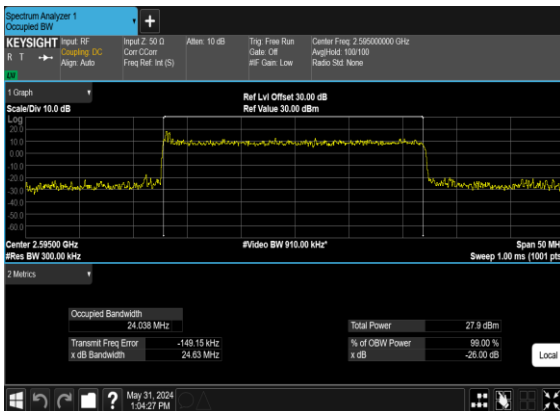 Spectrum Analyzer 1
Occupied BW
+
KEYSIGHT
R T
LV
Input: RF
Coupling: DC
Align: Auto
Input Z: 50 Ω
Corr CCorr
Freq Ref: Int (S)
Atten: 10 dB
Trig: Free Run
Gate: Off
#IF Gain: Low
Center Freq: 2.595000000 GHz
Avg|Hold: 100/100
Radio Std: None
1 Graph
Scale/Div 10.0 dB
Ref Lvl Offset 30.00 dB
Ref Value 30.00 dBm
Log
20.0
10.0
0.00
-10.0
-20.0
-30.0
-40.0
-50.0
-60.0
Center 2.59500 GHz
#Res BW 300.00 kHz
#Video BW 910.00 kHz*
Span 50 MH
Sweep 1.00 ms (1001 pts
2 Metrics
Occupied Bandwidth
24.038 MHz
Transmit Freq Error -149.15 kHz
x dB Bandwidth 24.63 MHz
Total Power 27.9 dBm
% of OBW Power 99.00 %
x dB -26.00 dB
Local
?
May 31, 2024
1:04:27 PM